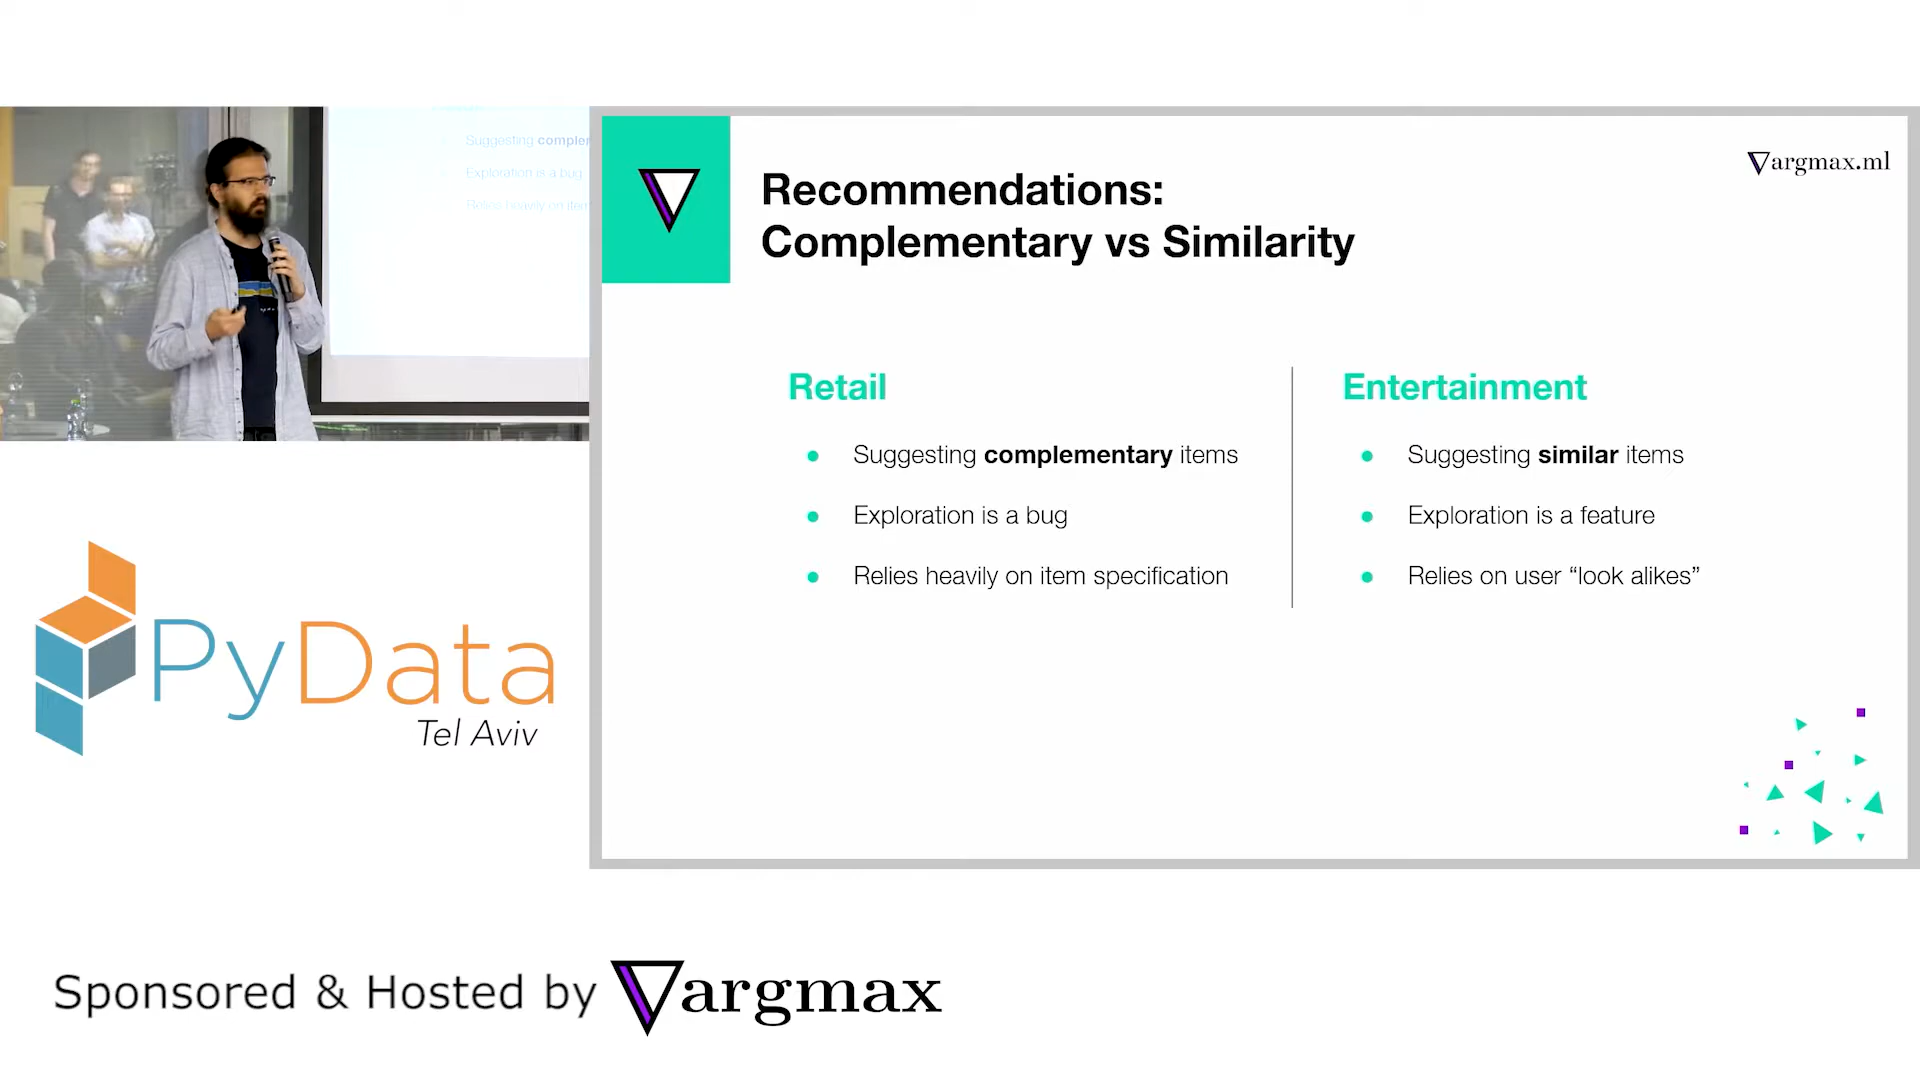 Suggesting comple
Exploration is a bug
Relies heavily on item
argmax.ml
Recommendations:
Complementary vs Similarity
Retail
● Suggesting complementary items
● Exploration is a bug
● Relies heavily on item specification
Entertainment
● Suggesting similar items
● Exploration is a feature
● Relies on user “look alikes”
PyData
Tel Aviv
Sponsored & Hosted by argmax